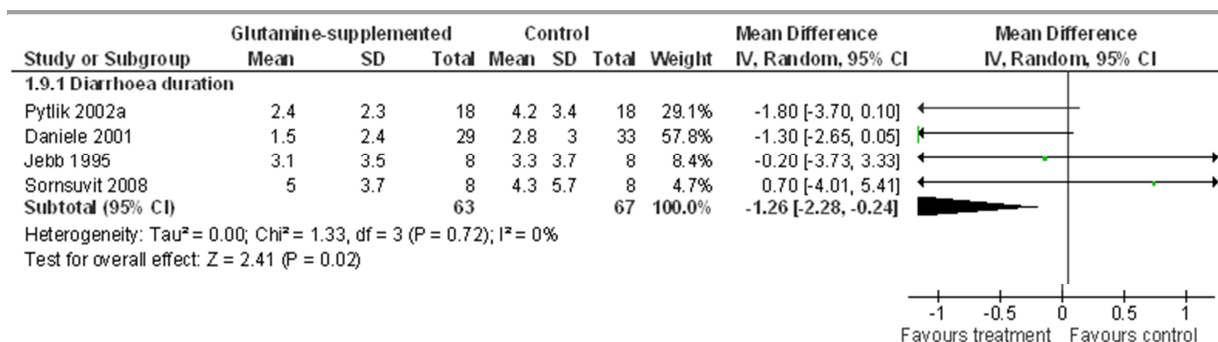 Glutamine-supplemented Control Mean Difference Mean Difference
Study or Subgroup Mean SD Total Mean SD Total Weight IV, Random, 95% CI IV, Random, 95% CI
1.9.1 Diarrhoea duration
Pytlik 2002a 2.4 2.3 18 4.2 3.4 18 29.1% -1.80 [-3.70, 0.10]
Daniele 2001 1.5 2.4 29 2.8 3 33 57.8% -1.30 [-2.65, 0.05]
Jebb 1995 3.1 3.5 8 3.3 3.7 8 8.4% -0.20 [-3.73, 3.33]
Sornsuvit 2008 5 3.7 8 4.3 5.7 8 4.7% 0.70 [-4.01, 5.41]
Subtotal (95% CI) 63 67 100.0% -1.26 [-2.28, -0.24]
Heterogeneity: Tau² = 0.00; Chi² = 1.33, df = 3 (P = 0.72); I² = 0%
Test for overall effect: Z = 2.41 (P = 0.02)
-1 -0.5 0 0.5 1
Favours treatment Favours control